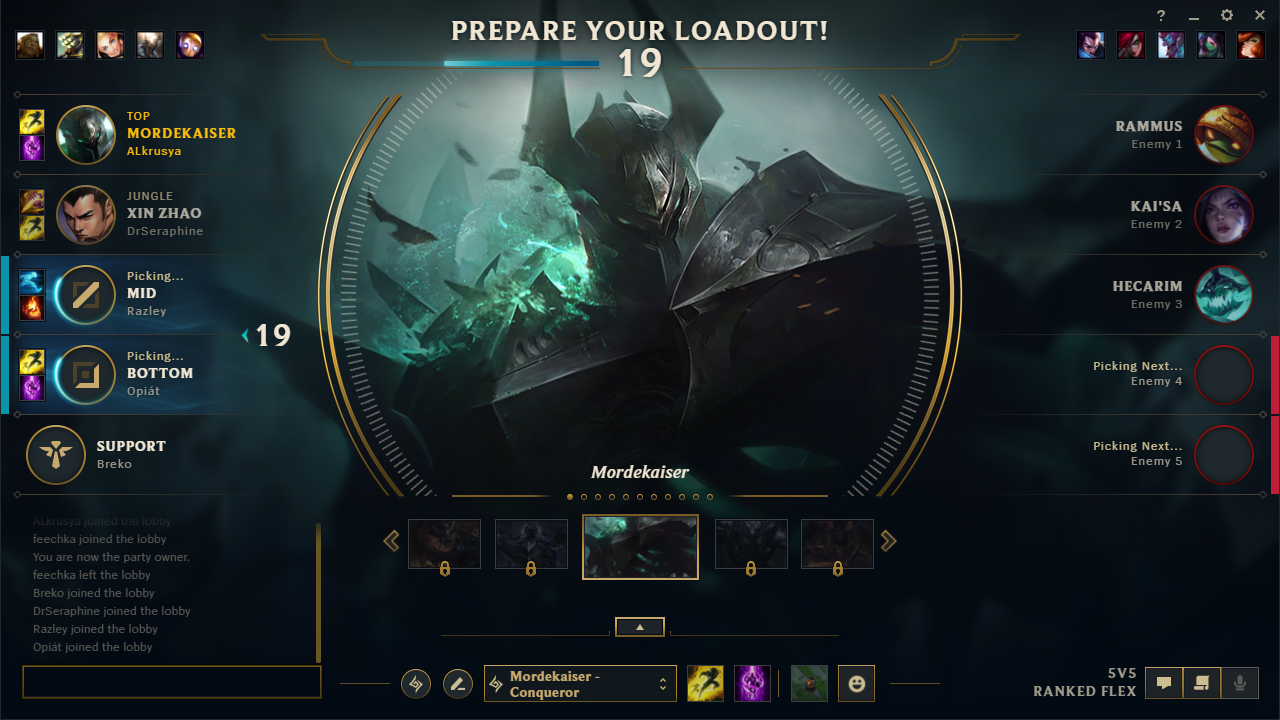 PREPARE YOUR LOADOUT!
19
?
TOP
MORDEKAISER
ALkrusya
JUNGLE
XIN ZHAO
DrSeraphine
Picking...
MID
Razley
19
Picking...
BOTTOM
Opiát
SUPPORT
Breko
RAMMUS
Enemy 1
KAI'SA
Enemy 2
HECARIM
Enemy 3
Picking Next...
Enemy 4
Picking Next...
Enemy 5
Mordekaiser
ALkrusya joined the lobby
feechka joined the lobby
You are now the party owner.
feechka left the lobby
Breko joined the lobby
DrSeraphine joined the lobby
Razley joined the lobby
Opiát joined the lobby
Mordekaiser -
Conqueror
5V5
RANKED FLEX